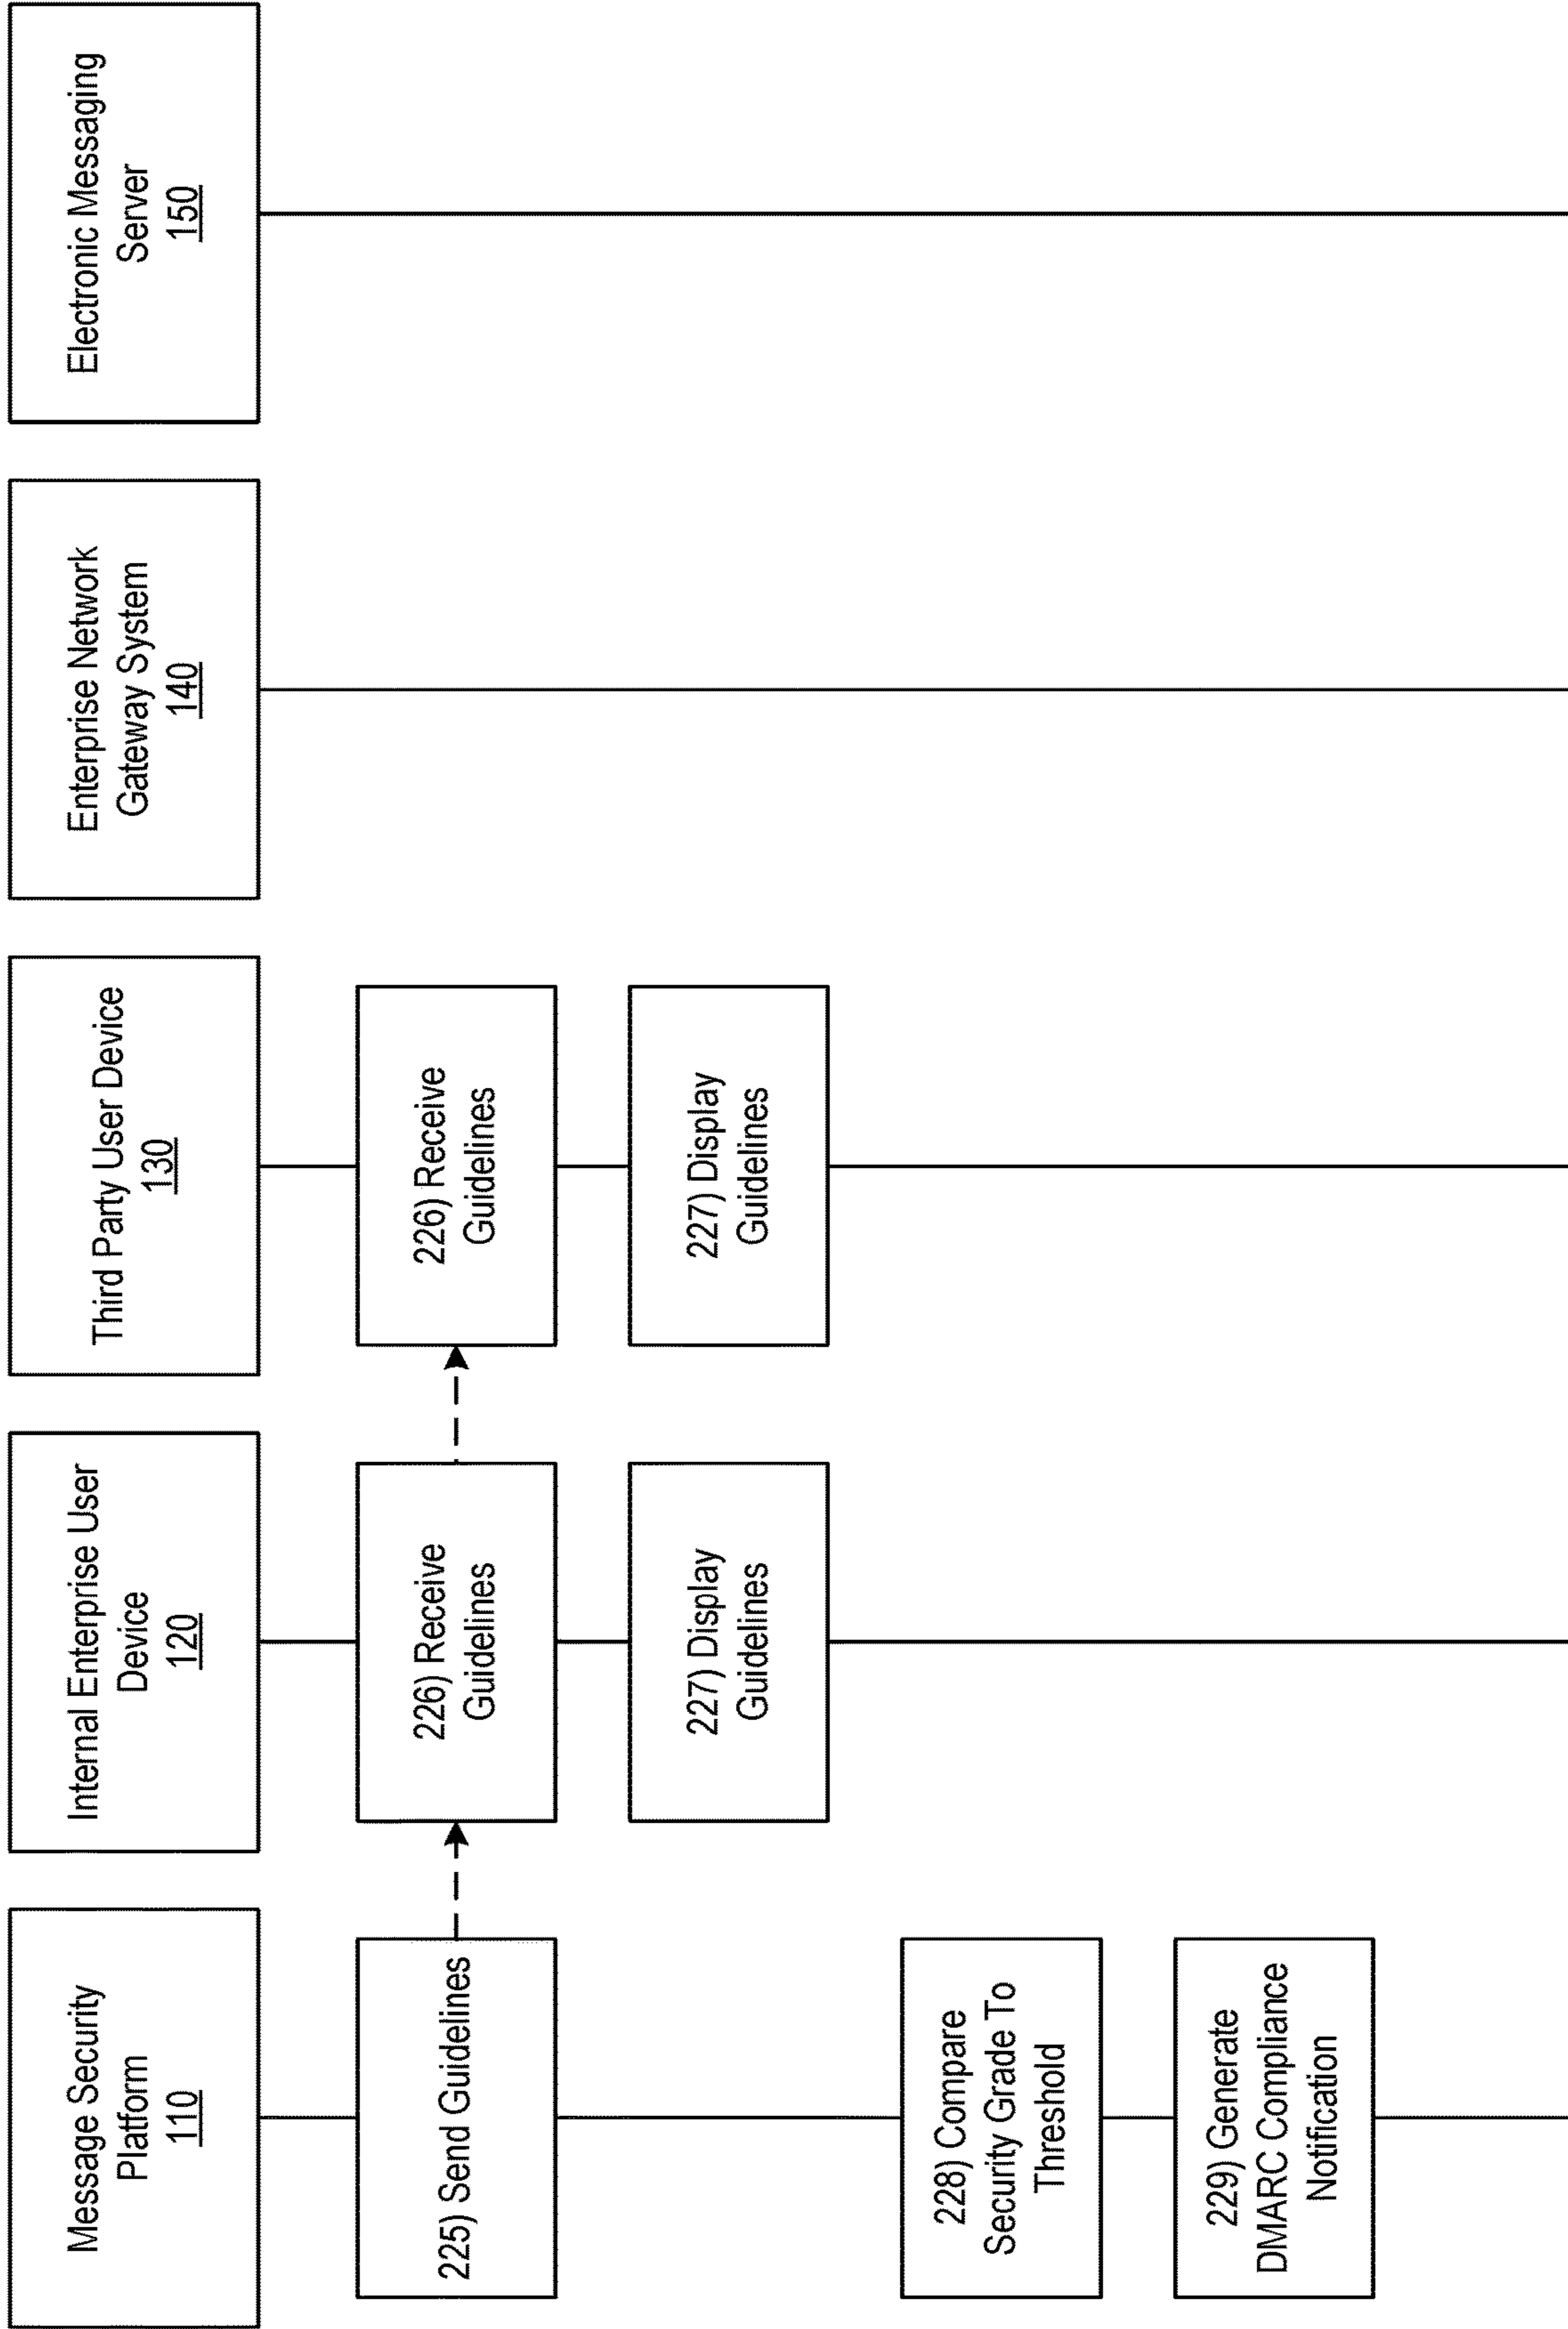 Message Security
Platform
110
Internal Enterprise User
Device
120
Third Party User Device
130
Enterprise Network
Gateway System
140
Electronic Messaging
Server
150
225) Send Guidelines
226) Receive
Guidelines
226) Receive
Guidelines
227) Display
Guidelines
227) Display
Guidelines
228) Compare
Security Grade To
Threshold
229) Generate
DMARC Compliance
Notification